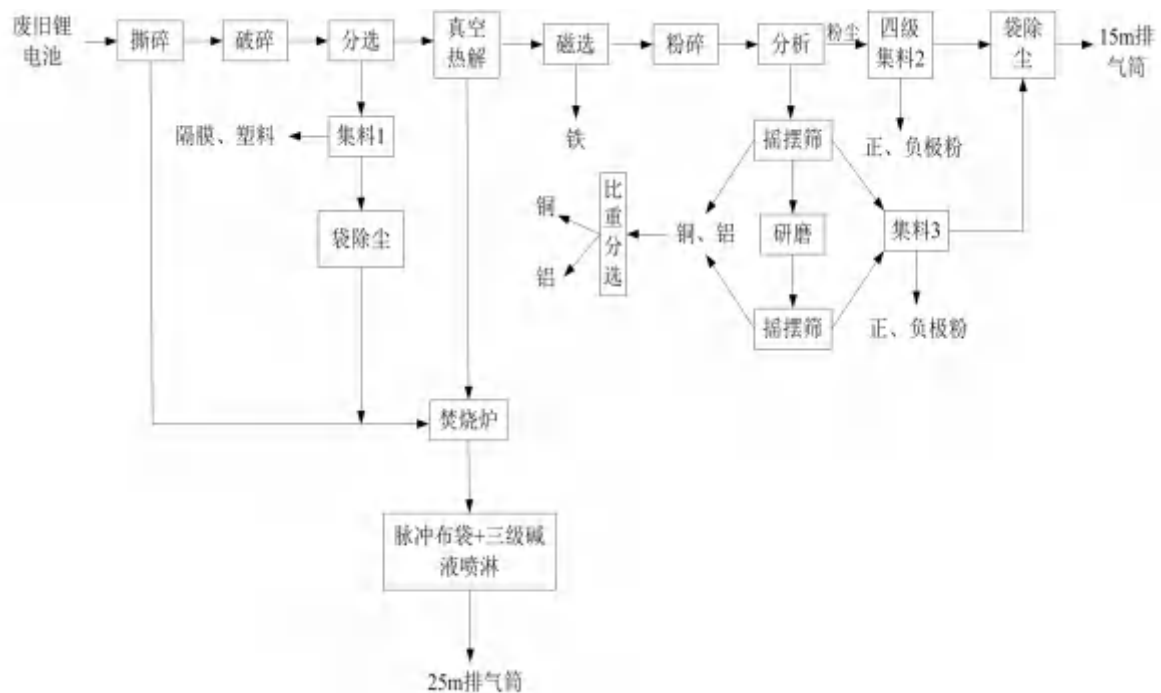 废旧锂
电池
撕碎
破碎
分选
真空
热解
磁选
粉碎
分析
粉尘
四级
集料2
袋除
尘
15m排
气筒
隔膜、塑料
集料1
铁
摇摆筛
正、负极粉
袋除尘
铜
铝
比
重
分
选
铜、铝
研磨
集料3
摇摆筛
正、负极粉
焚烧炉
脉冲布袋+三级碱
液喷淋
25m排气筒